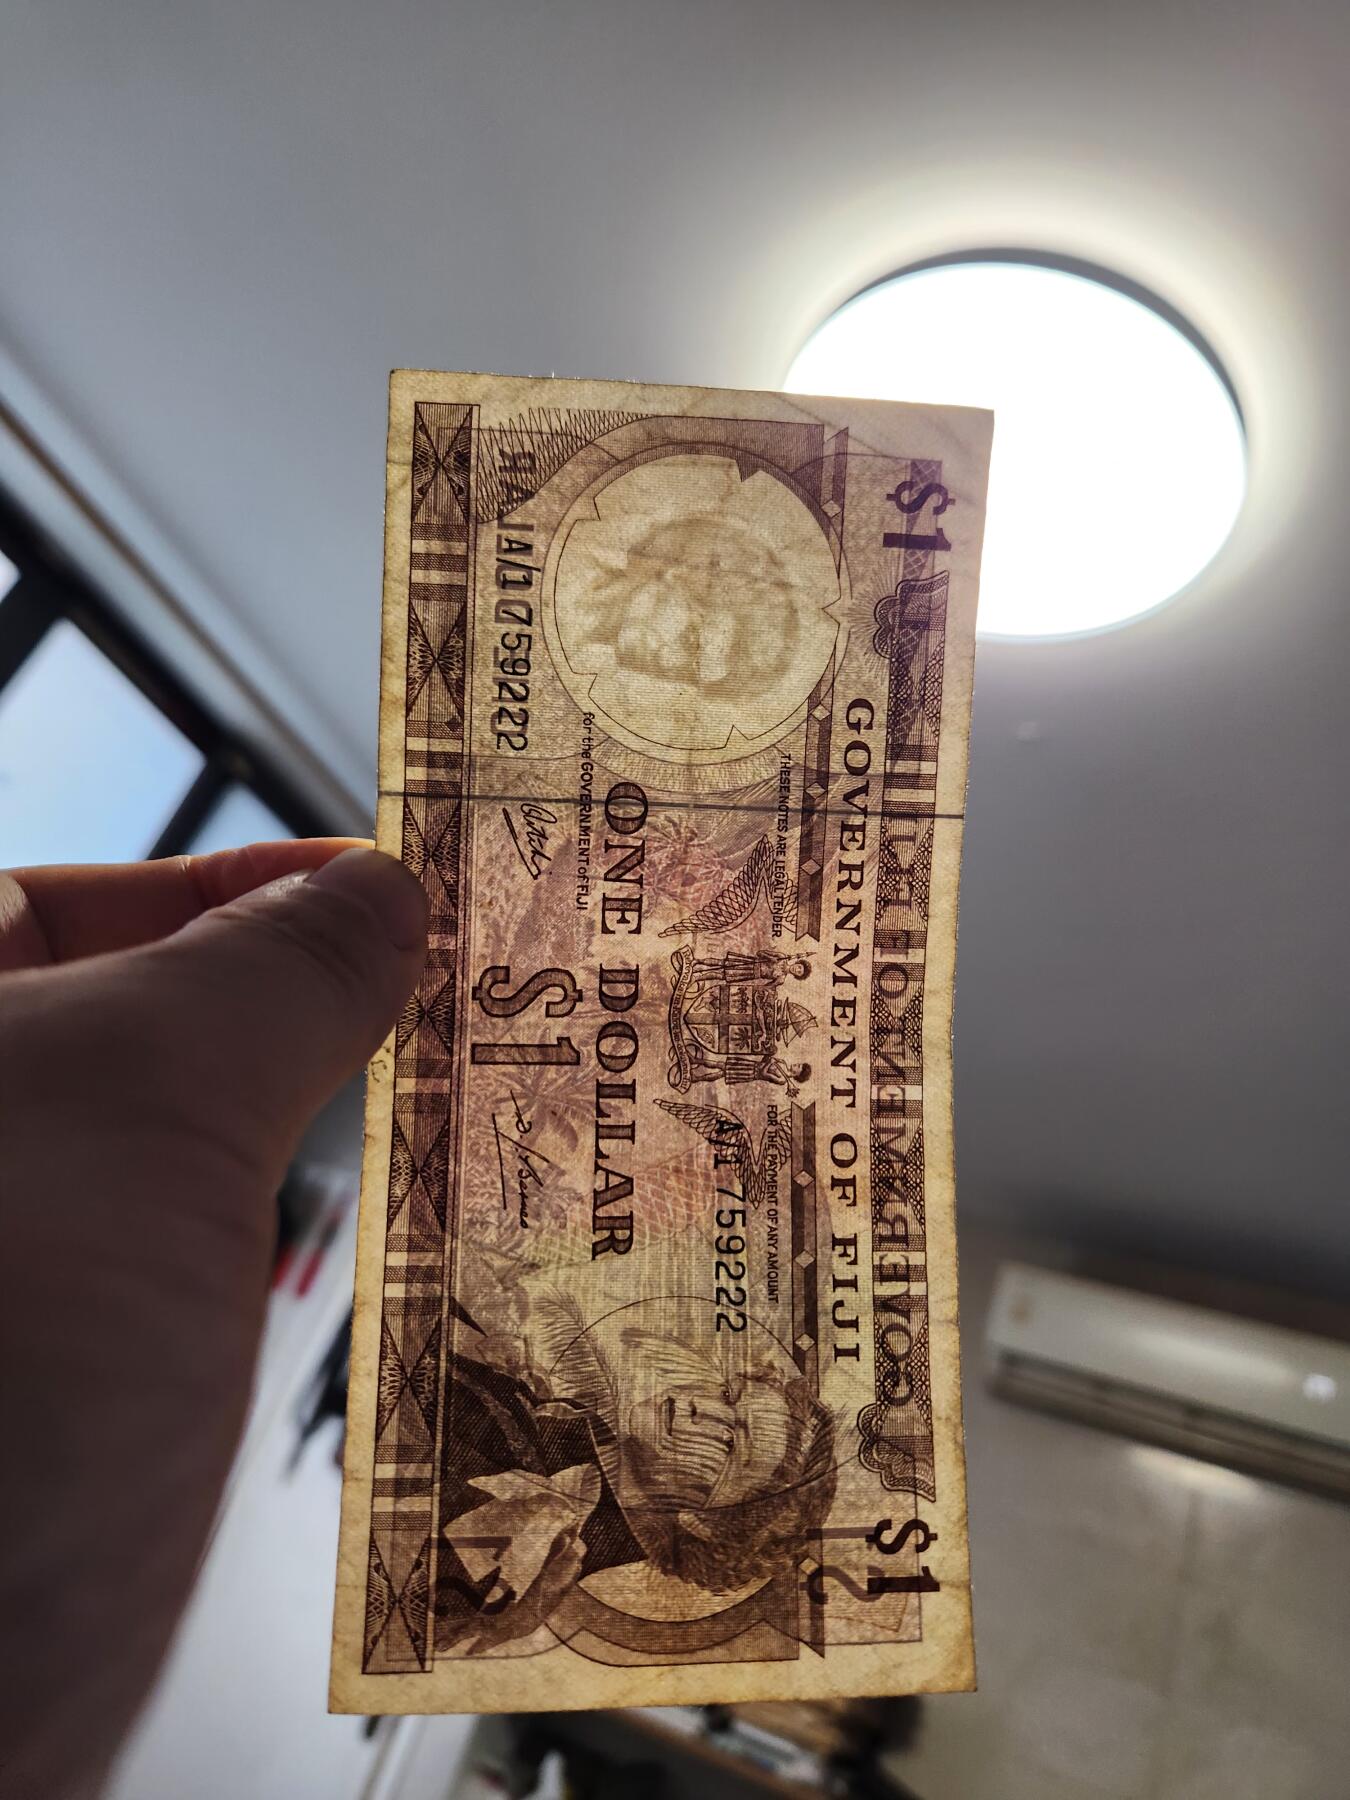 $1
GOVERNMENT OF FIJI
$1
THESE NOTES ARE LEGAL TENDER
FOR THE PAYMENT OF ANY AMOUNT
A/1 759222
ONE DOLLAR
for the GOVERNMENT of FIJI
A/1 759222
$1